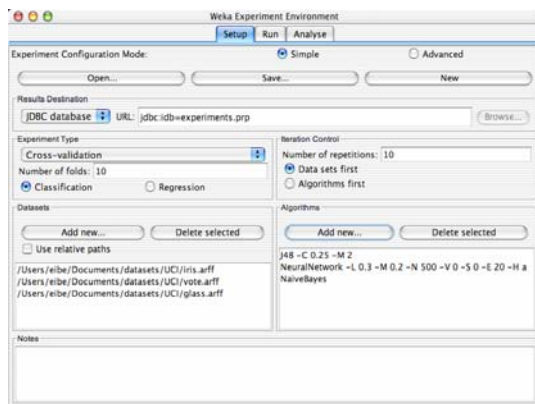 Weka Experiment Environment
Setup Run Analyse
Experiment Configuration Mode: Simple Advanced
Open... Save... New
Results Destination
JDBC database URL: jdbc:idb=experiments.prp Browse...
Experiment Type
Cross-validation
Number of folds: 10
Classification Regression
Iteration Control
Number of repetitions: 10
Data sets first
Algorithms first
Datasets
Add new... Delete selected
Use relative paths
/Users/eibe/Documents/datasets/UCI/iris.arff
/Users/eibe/Documents/datasets/UCI/vote.arff
/Users/eibe/Documents/datasets/UCI/glass.arff
Algorithms
Add new... Delete selected
J48 -C 0.25 -M 2
NeuralNetwork -L 0.3 -M 0.2 -N 500 -V 0 -S 0 -E 20 -H a
NaiveBayes
Notes